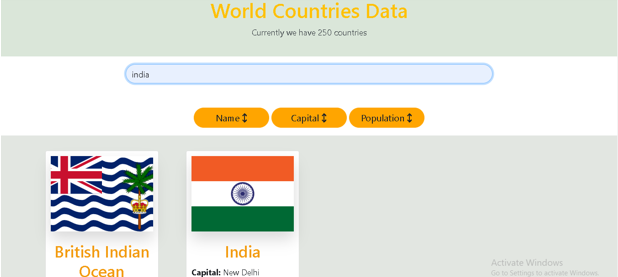 World Countries Data
Currently we have 250 countries
india
Name ↕ Capital ↕ Population ↕
British Indian
Ocean
India
Capital: New Delhi
Activate Windows
Go to Settings to activate Windows.